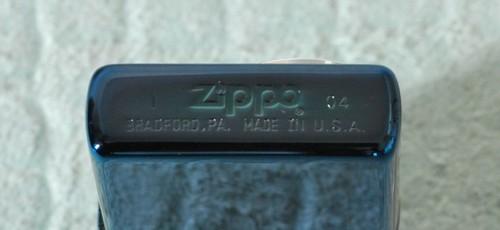 I Zippo 04
BRADFORD, PA. MADE IN U.S.A.